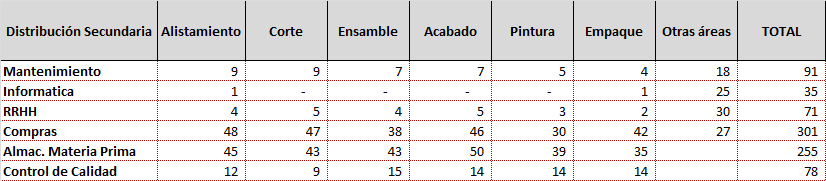 Distribución Secundaria Alistamiento Corte Ensamble Acabado Pintura Empaque Otras áreas TOTAL
Mantenimiento 9 9 7 7 5 4 18 91
Informatica 1 - - - - 1 25 35
RRHH 4 5 4 5 3 2 30 71
Compras 48 47 38 46 30 42 27 301
Almac. Materia Prima 45 43 43 50 39 35 255
Control de Calidad 12 9 15 14 14 14 78